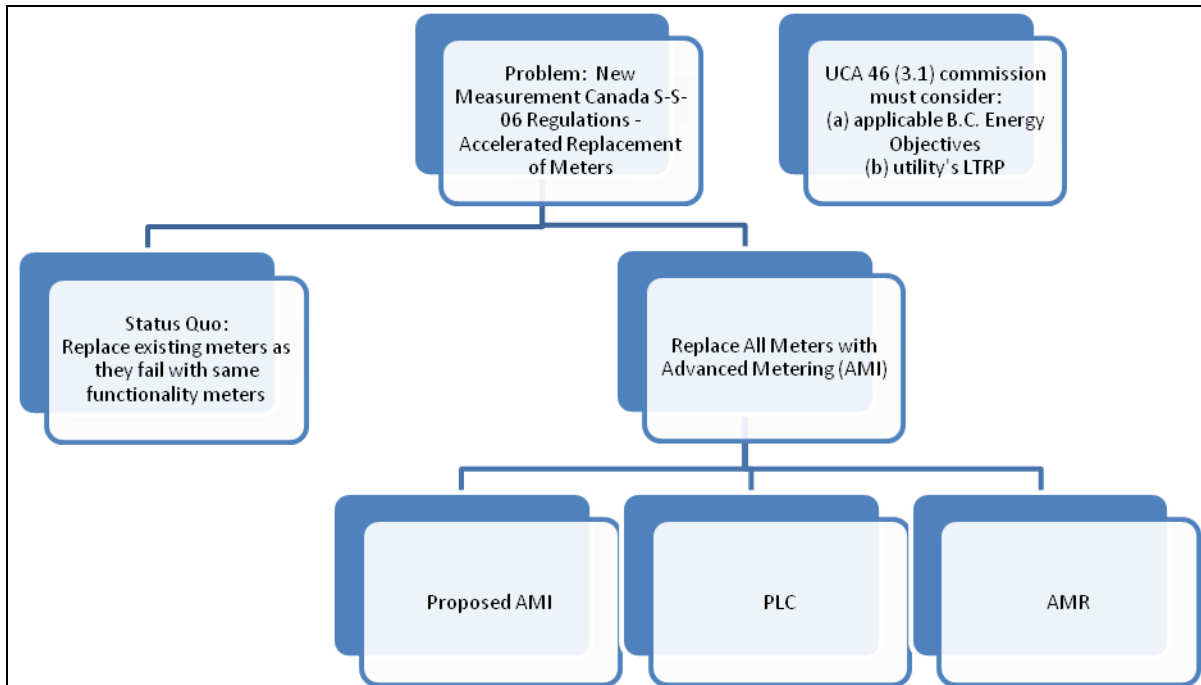 Problem: New
Measurement Canada S-S-
06 Regulations -
Accelerated Replacement
of Meters
UCA 46 (3.1) commission
must consider:
(a) applicable B.C. Energy
Objectives
(b) utility's LTRP
Status Quo:
Replace existing meters as
they fail with same
functionality meters
Replace All Meters with
Advanced Metering (AMI)
Proposed AMI
PLC
AMR